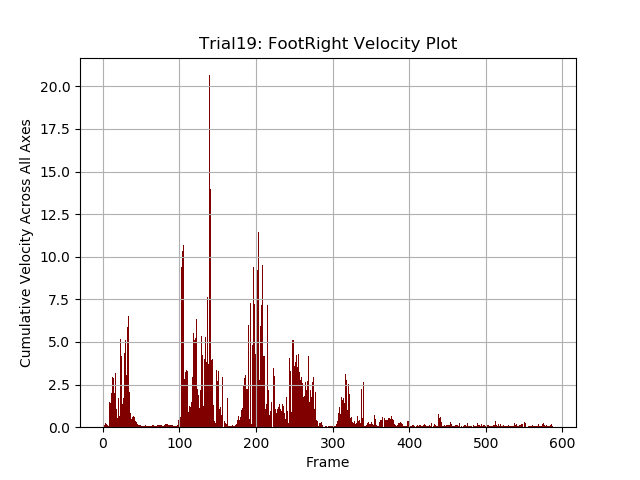 Trial19: FootRight Velocity Plot
Cumulative Velocity Across All Axes
20.0
17.5
15.0
12.5
10.0
7.5
5.0
2.5
0.0
0 100 200 300 400 500 600
Frame